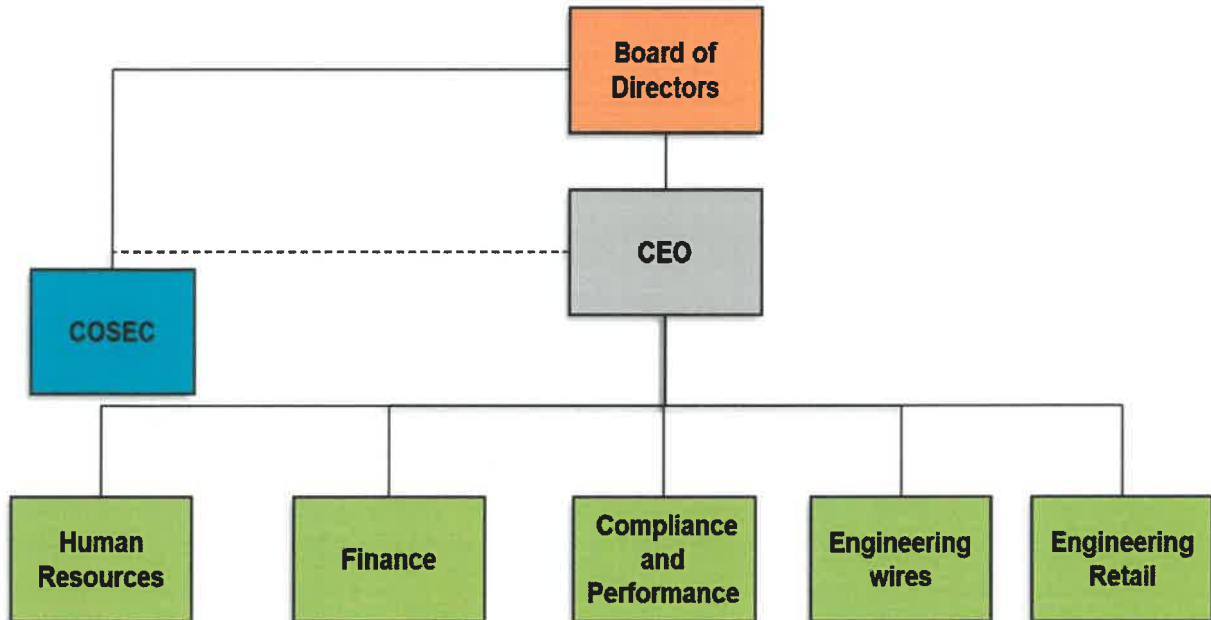 Board of
Directors
CEO
COSEC
Human
Resources
Finance
Compliance
and
Performance
Engineering
wires
Engineering
Retail